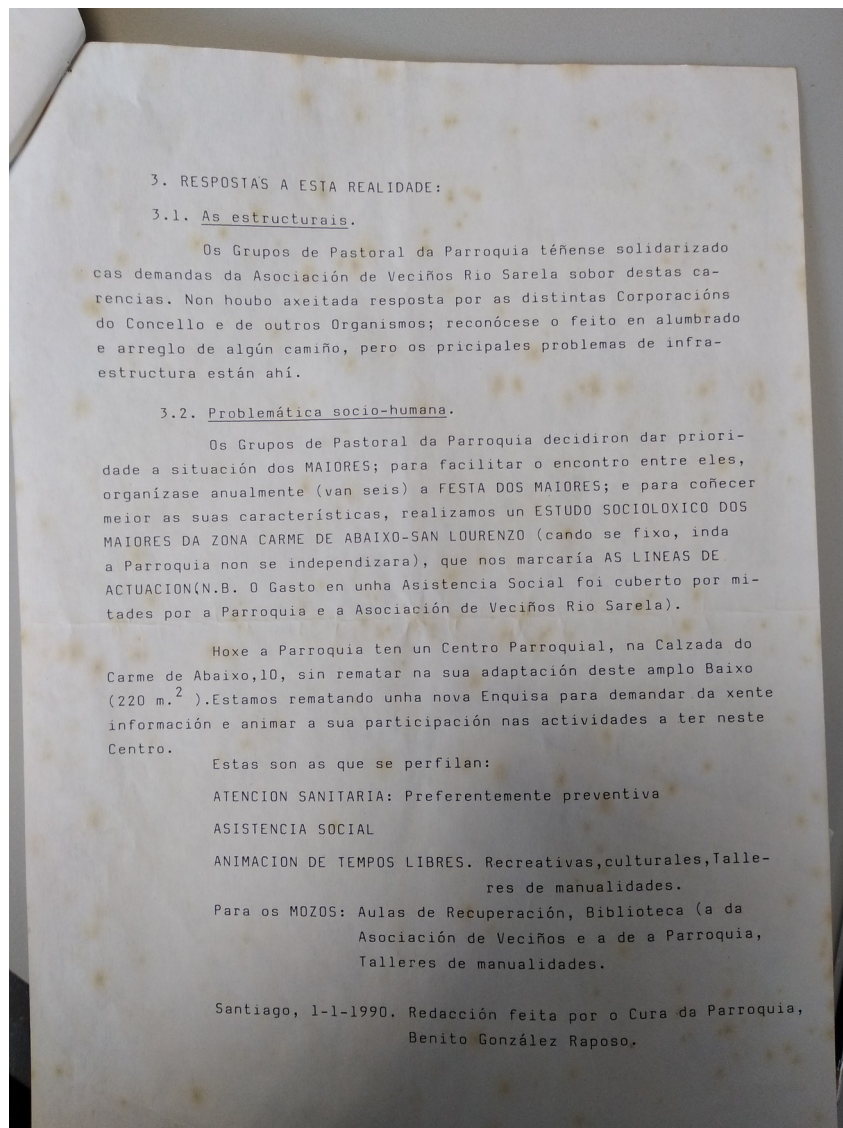 3. RESPOSTAS A ESTA REALIDADE:
3.1. As estructurais.
Os Grupos de Pastoral da Parroquia téñense solidarizado
cas demandas da Asociación de Veciños Rio Sarela sobor destas ca-
rencias. Non houbo axeitada resposta por as distintas Corporacións
do Concello e de outros Organismos; reconócese o feito en alumbrado
e arreglo de algún camiño, pero os pricipales problemas de infra-
estructura están ahí.
3.2. Problemática socio-humana.
Os Grupos de Pastoral da Parroquia decidiron dar priori-
dade a situación dos MAIORES; para facilitar o encontro entre eles,
organízase anualmente (van seis) a FESTA DOS MAIORES; e para coñecer
meior as suas características, realizamos un ESTUDO SOCIOLOXICO DOS
MAIORES DA ZONA CARME DE ABAIXO-SAN LOURENZO (cando se fixo, inda
a Parroquia non se independizara), que nos marcaría AS LINEAS DE
ACTUACION(N.B. O Gasto en unha Asistencia Social foi cuberto por mi-
tades por a Parroquia e a Asociación de Veciños Rio Sarela).
Hoxe a Parroquia ten un Centro Parroquial, na Calzada do
Carme de Abaixo,10, sin rematar na sua adaptación deste amplo Baixo
(220 m.² ).Estamos rematando unha nova Enquisa para demandar da xente
información e animar a sua participación nas actividades a ter neste
Centro.
Estas son as que se perfilan:
ATENCION SANITARIA: Preferentemente preventiva
ASISTENCIA SOCIAL
ANIMACION DE TEMPOS LIBRES. Recreativas,culturales,Talle-
res de manualidades.
Para os MOZOS: Aulas de Recuperación, Biblioteca (a da
Asociación de Veciños e a de a Parroquia,
Talleres de manualidades.
Santiago, 1-1-1990. Redacción feita por o Cura da Parroquia,
Benito González Raposo.